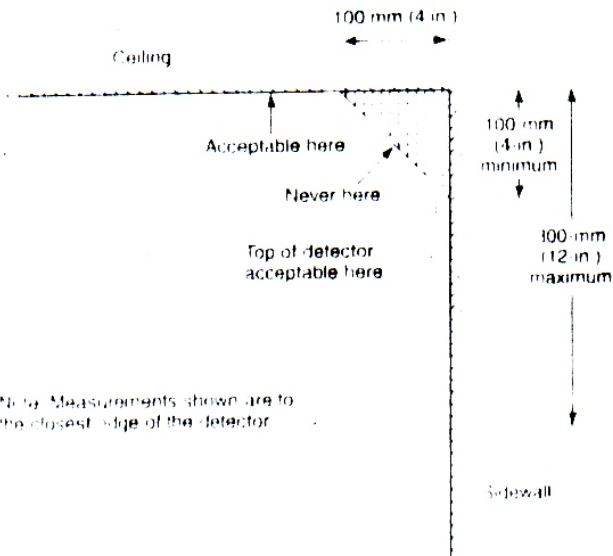 100 mm (4 in.)
Ceiling
Acceptable here
100 mm
(4-in.)
minimum
Never here
300-mm
(12-in.)
maximum
Top of detector
acceptable here
Note: Measurements shown are to
the closest edge of the detector
Sidewall